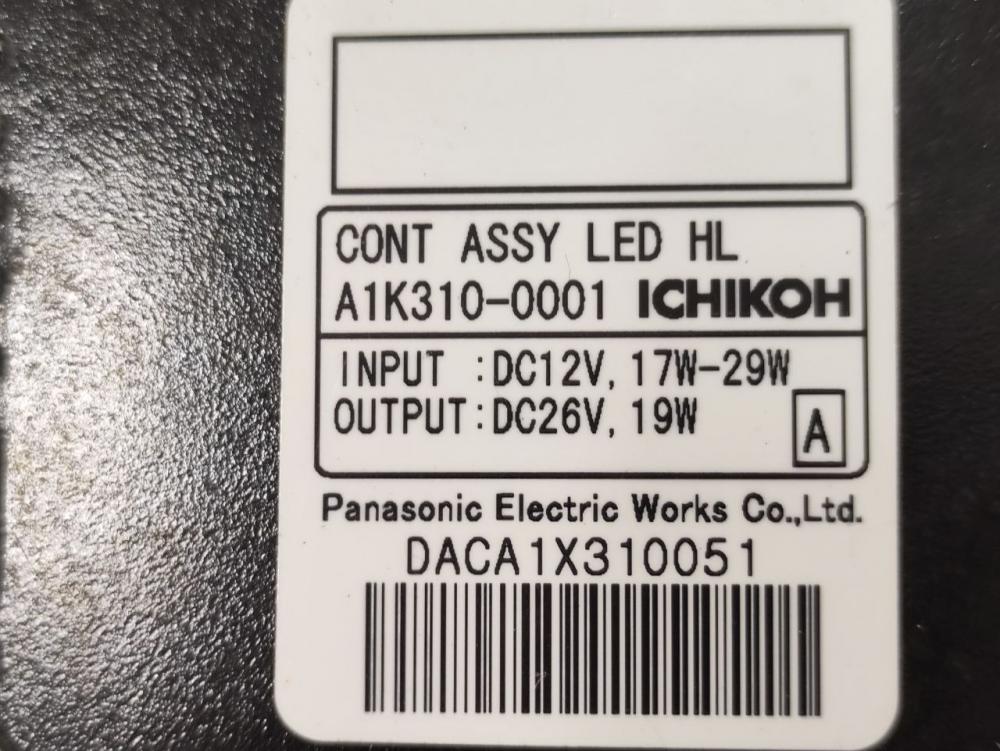 CONT ASSY LED HL
A1K310-0001 ICHIKOH
INPUT :DC12V, 17W-29W
OUTPUT:DC26V, 19W
A
Panasonic Electric Works Co.,Ltd.
DACA1X310051